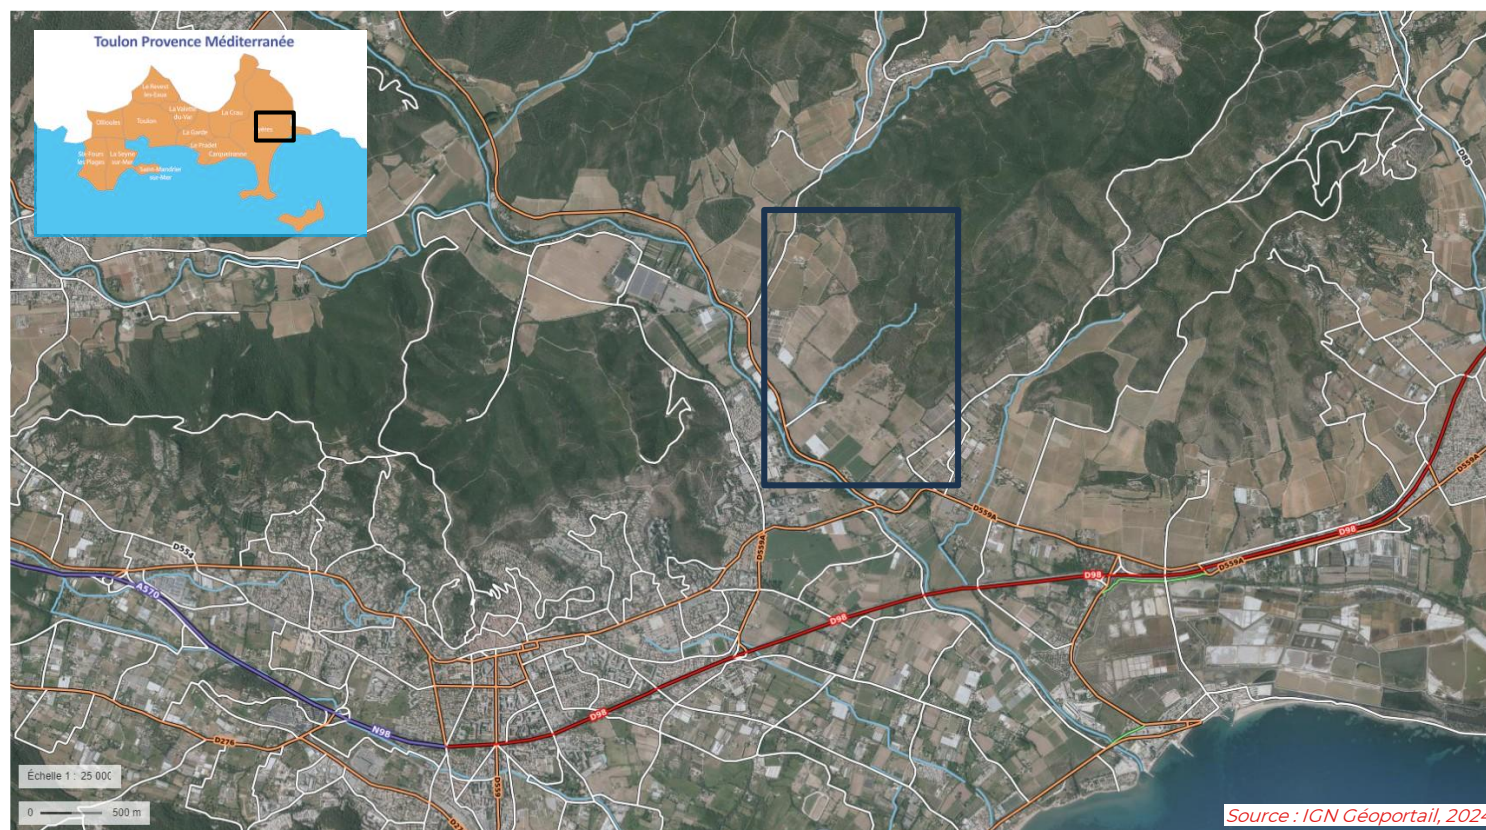 Toulon Provence Méditerranée
Le Revest
les-Eaux
La Valette
du-Var
La Crau
Ollioules
Toulon
La Garde
Le Pradet
Carqueiranne
Six-Fours
les Plages
La Seyne
sur-Mer
Saint-Mandrier
sur-Mer
D88
D559A
D559A
D98
D559A
D559A
D98
D98
D554
A570
D98
N98
D276
D559
Échelle 1 : 25 000
0 500 m
Source : IGN Géoportail, 2024